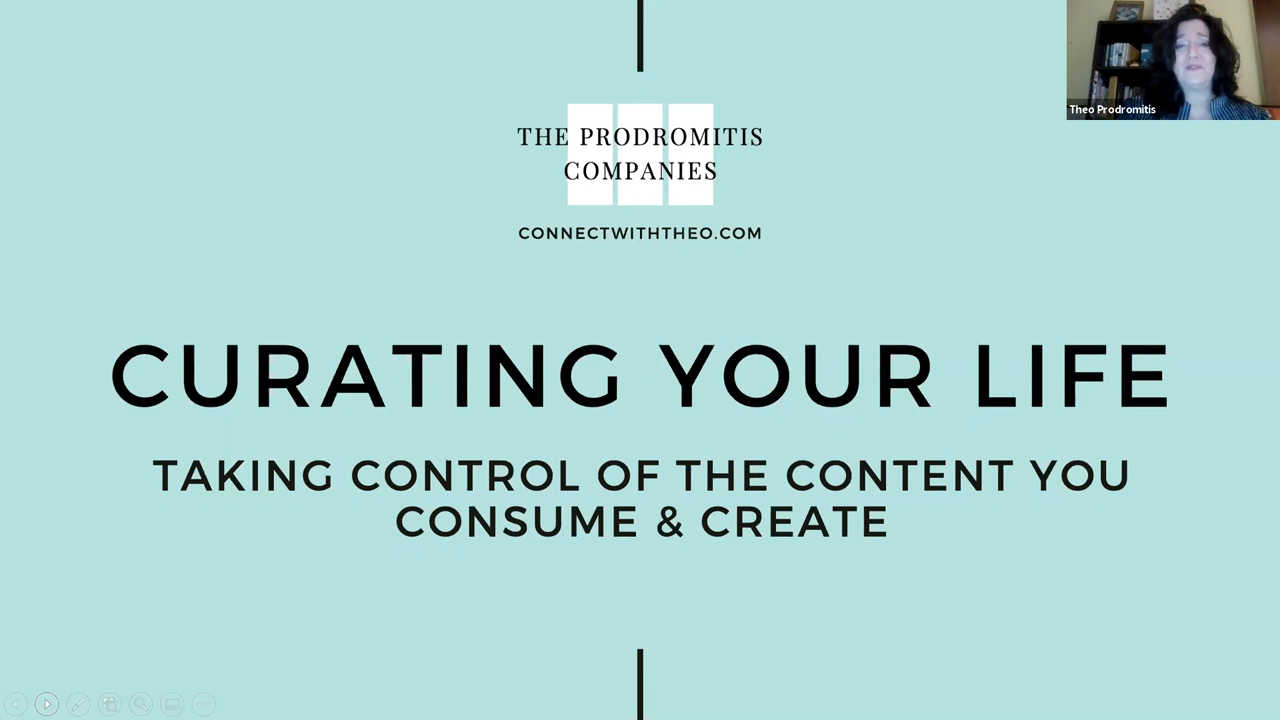 THE PRODROMITIS
COMPANIES
CONNECTWITHTHEO.COM
CURATING YOUR LIFE
TAKING CONTROL OF THE CONTENT YOU
CONSUME & CREATE
Theo Prodromitis